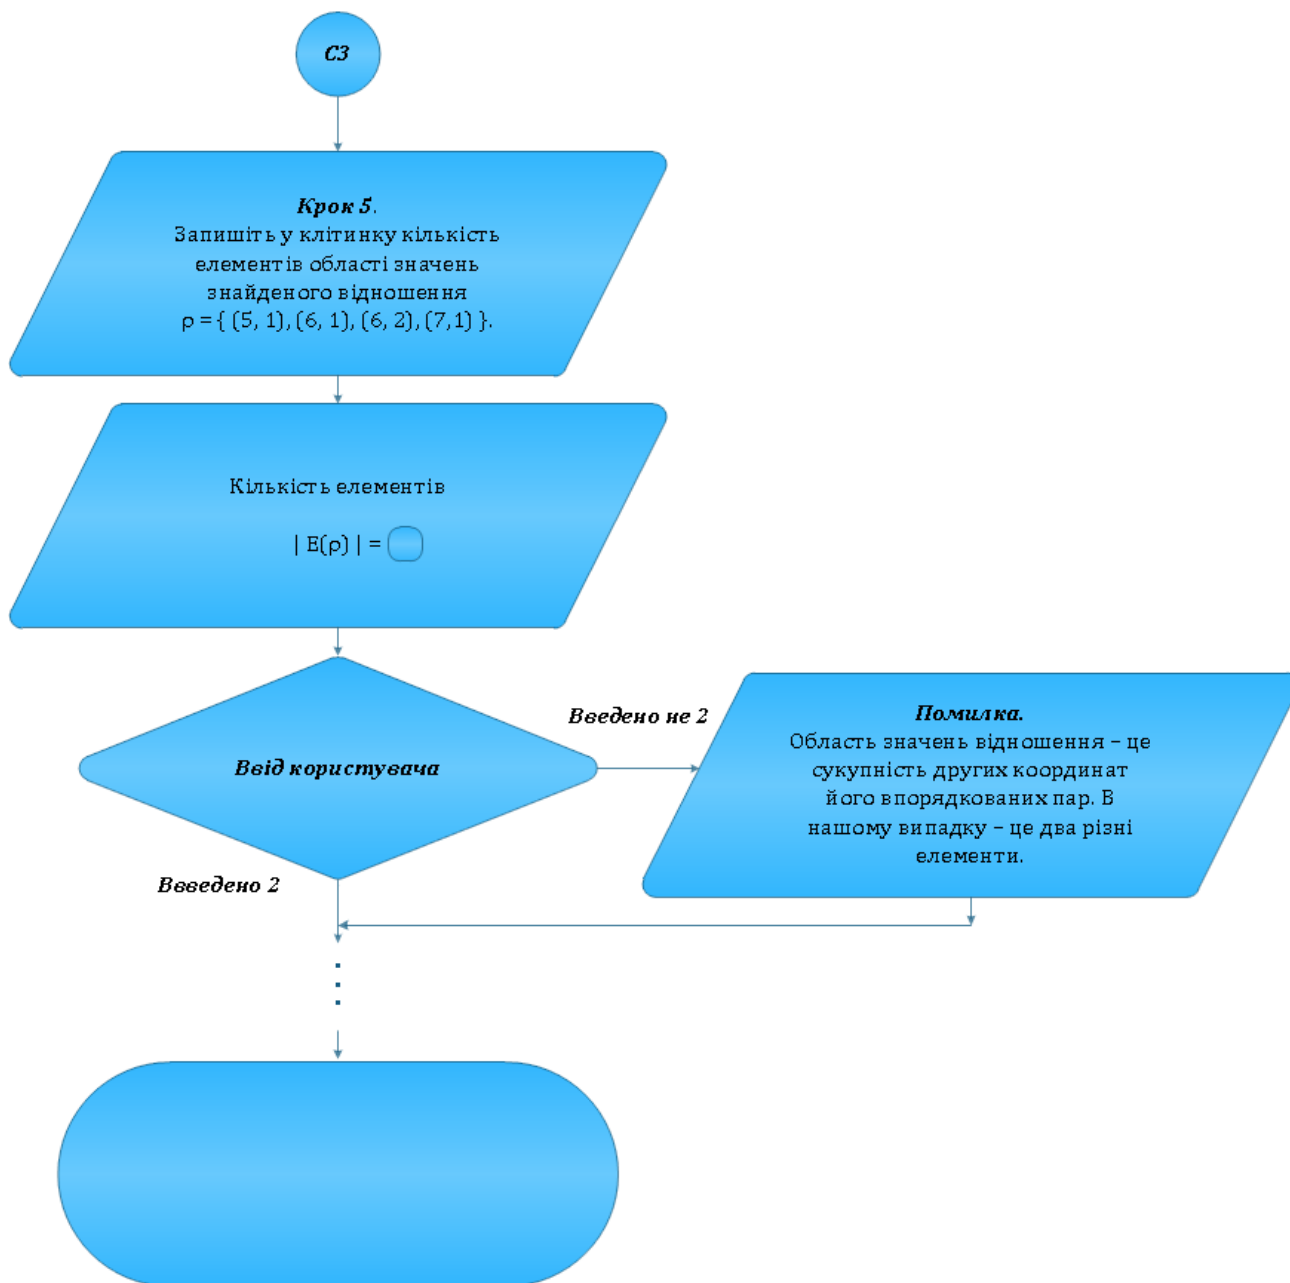 С3
Крок 5.
Запишіть у клітинку кількість
елементів області значень
знайденого відношення
ρ = { (5, 1), (6, 1), (6, 2), (7,1) }.
Кількість елементів
| E(ρ) | =
Введено не 2
Ввід користувача
Ввведено 2
Помилка.
Область значень відношення – це
сукупність других координат
його впорядкованих пар. В
нашому випадку – це два різні
елементи.